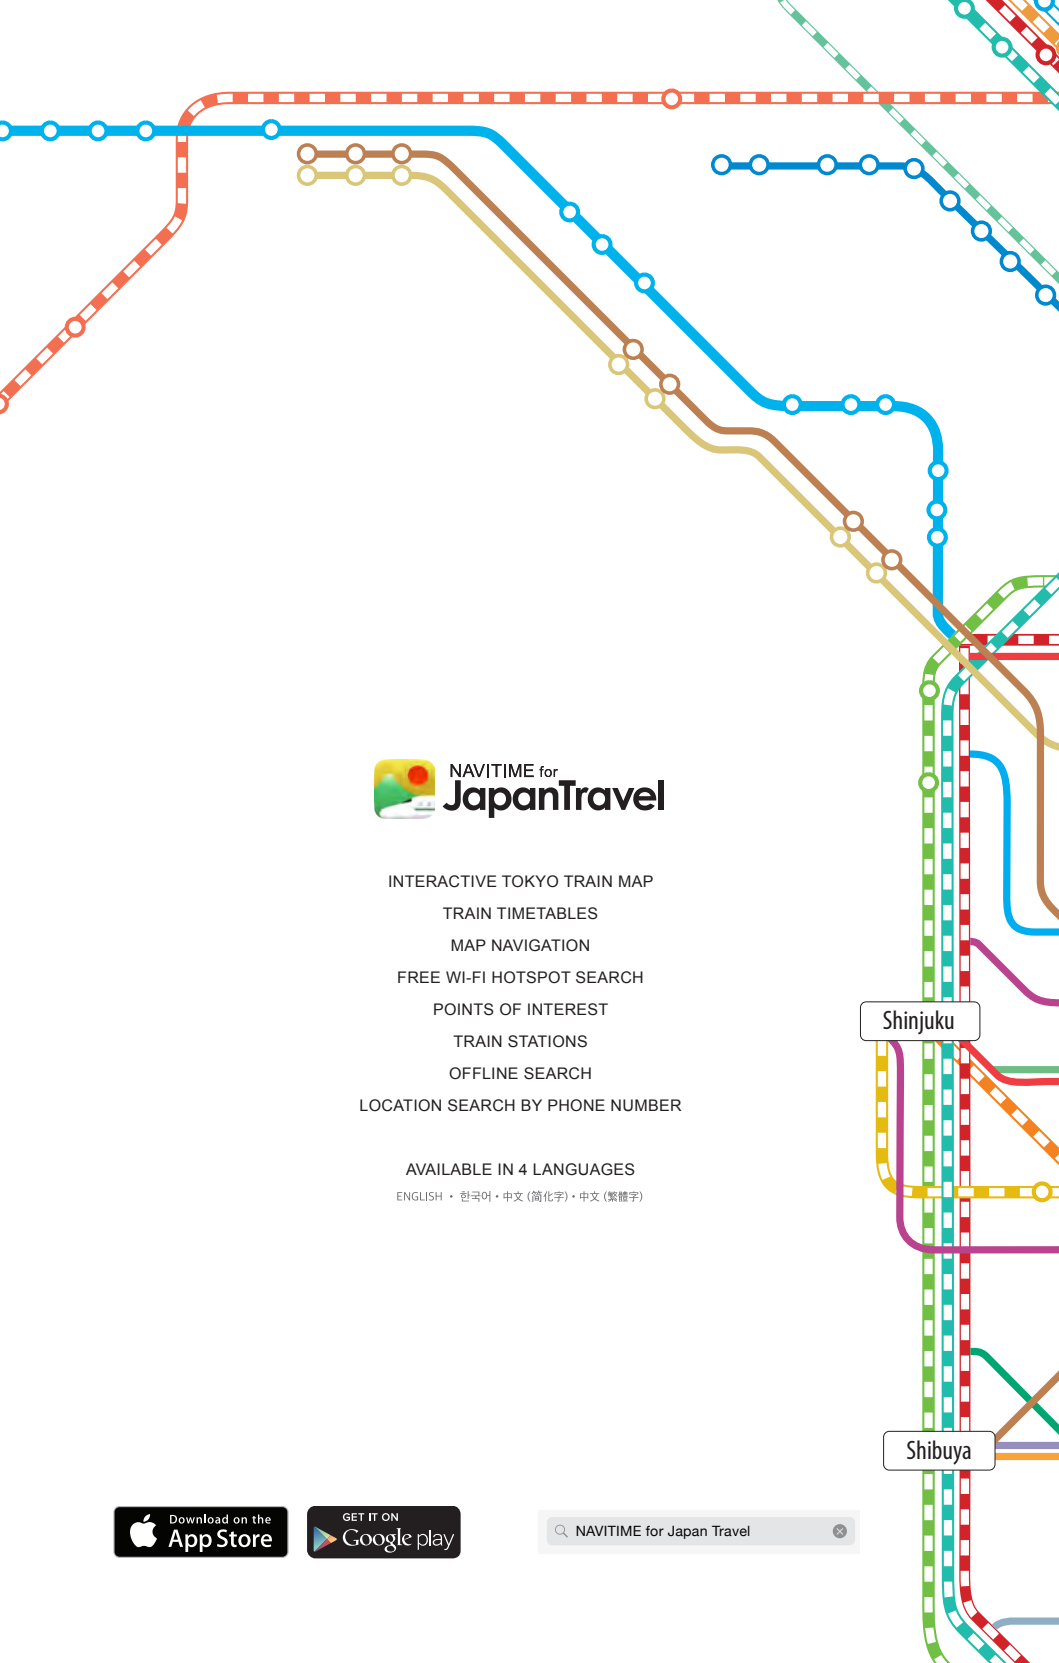 NAVITIME for
JapanTravel
INTERACTIVE TOKYO TRAIN MAP
TRAIN TIMETABLES
MAP NAVIGATION
FREE WI-FI HOTSPOT SEARCH
POINTS OF INTEREST
TRAIN STATIONS
OFFLINE SEARCH
LOCATION SEARCH BY PHONE NUMBER
AVAILABLE IN 4 LANGUAGES
ENGLISH ・ 한국어・中文 (简化字)・中文 (繁體字)
Shinjuku
Shibuya
Download on the
App Store
GET IT ON
Google play
NAVITIME for Japan Travel